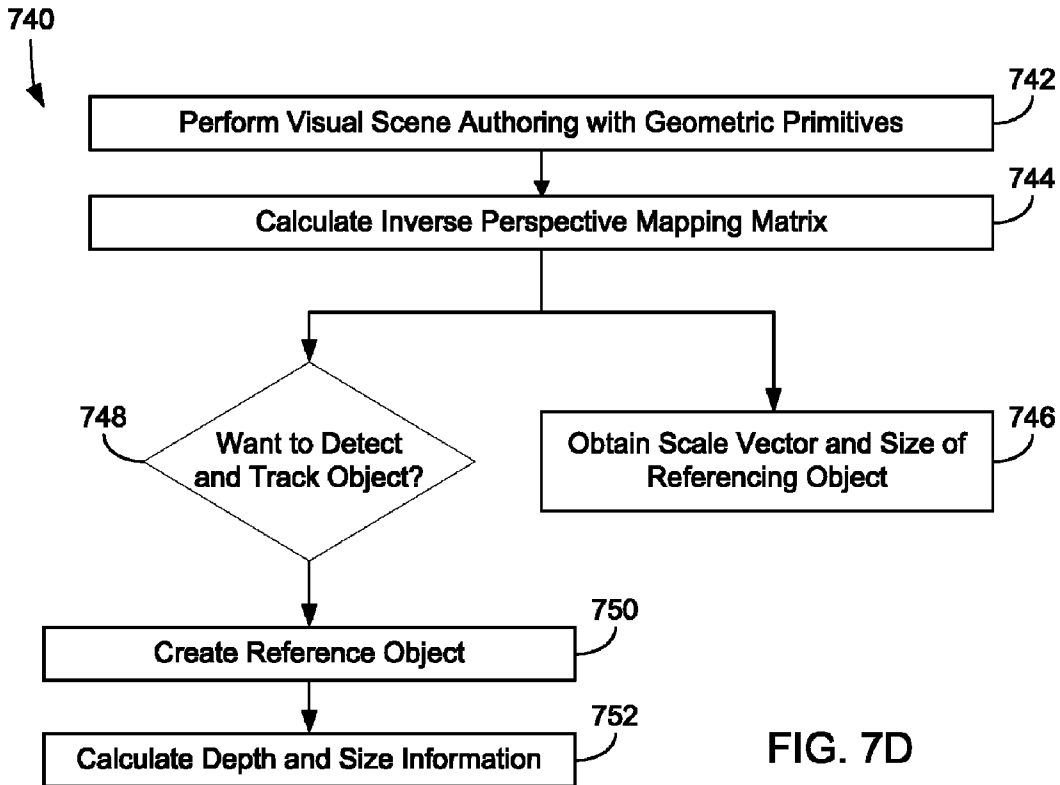 740
742
Perform Visual Scene Authoring with Geometric Primitives
744
Calculate Inverse Perspective Mapping Matrix
748
Want to Detect
and Track Object?
746
Obtain Scale Vector and Size of
Referencing Object
750
Create Reference Object
752
Calculate Depth and Size Information
FIG. 7D